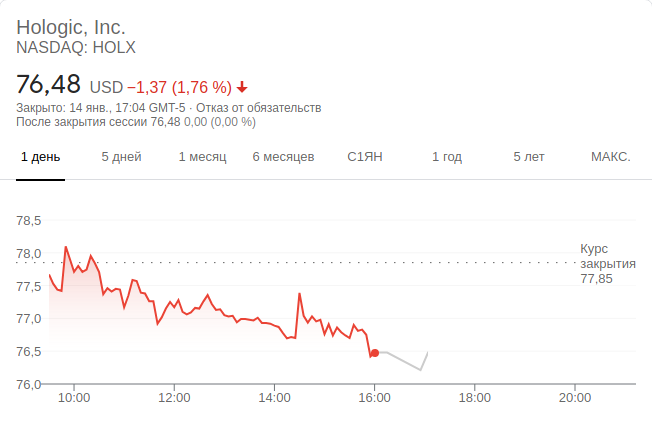 Hologic, Inc.
NASDAQ: HOLX
76,48 USD −1,37 (1,76 %)
Закрыто: 14 янв., 17:04 GMT-5 · Отказ от обязательств
После закрытия сессии 76,48 0,00 (0,00 %)
1 день 5 дней 1 месяц 6 месяцев С1ЯН 1 год 5 лет МАКС.
78,5
78,0
77,5
77,0
76,5
76,0
Курс
закрытия
77,85
10:00 12:00 14:00 16:00 18:00 20:00